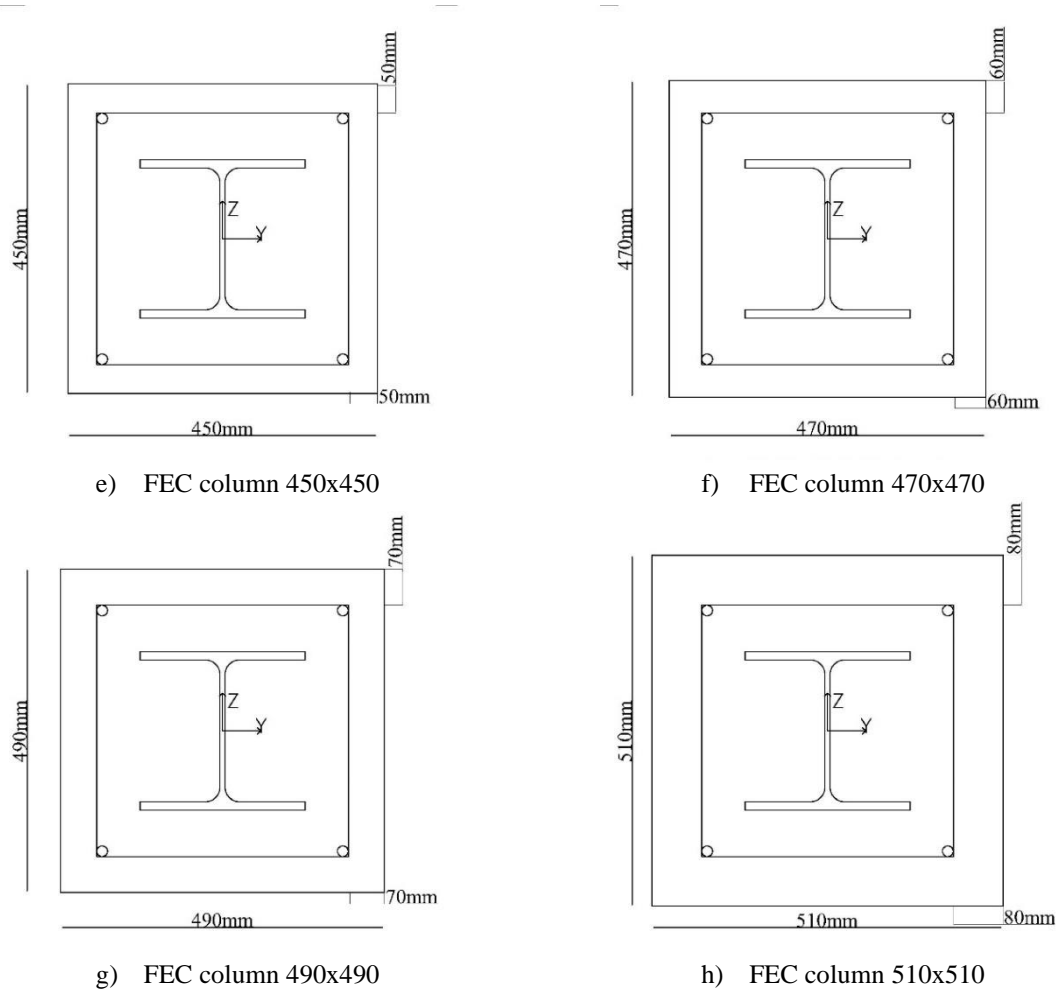 50mm
450mm
Z
Y
50mm
450mm
e) FEC column 450x450
60mm
470mm
Z
Y
60mm
470mm
f) FEC column 470x470
70mm
490mm
Z
Y
70mm
490mm
g) FEC column 490x490
80mm
510mm
Z
Y
80mm
510mm
h) FEC column 510x510